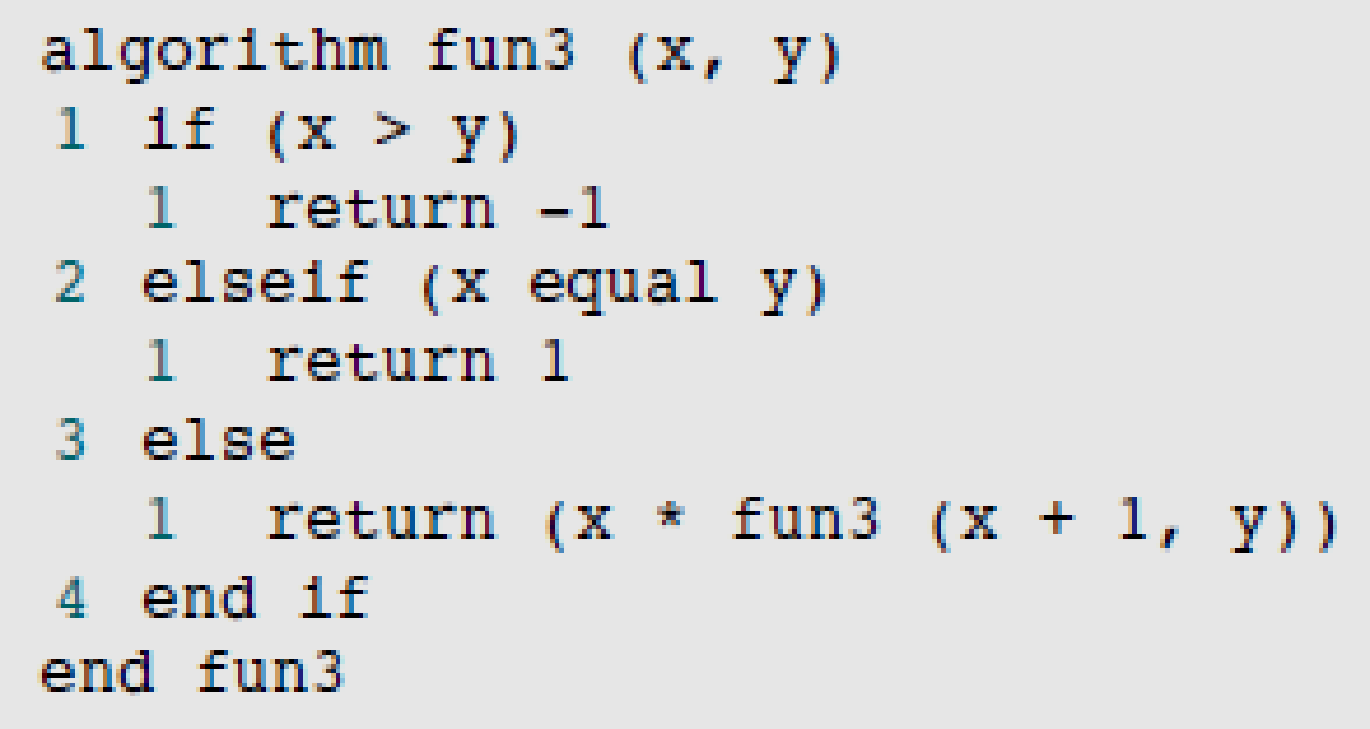 algorithm fun3 (x, y)
1 if (x > y)
1 return -1
2 elseif (x equal y)
1 return 1
3 else
1 return (x * fun3 (x + 1, y))
4 end if
end fun3